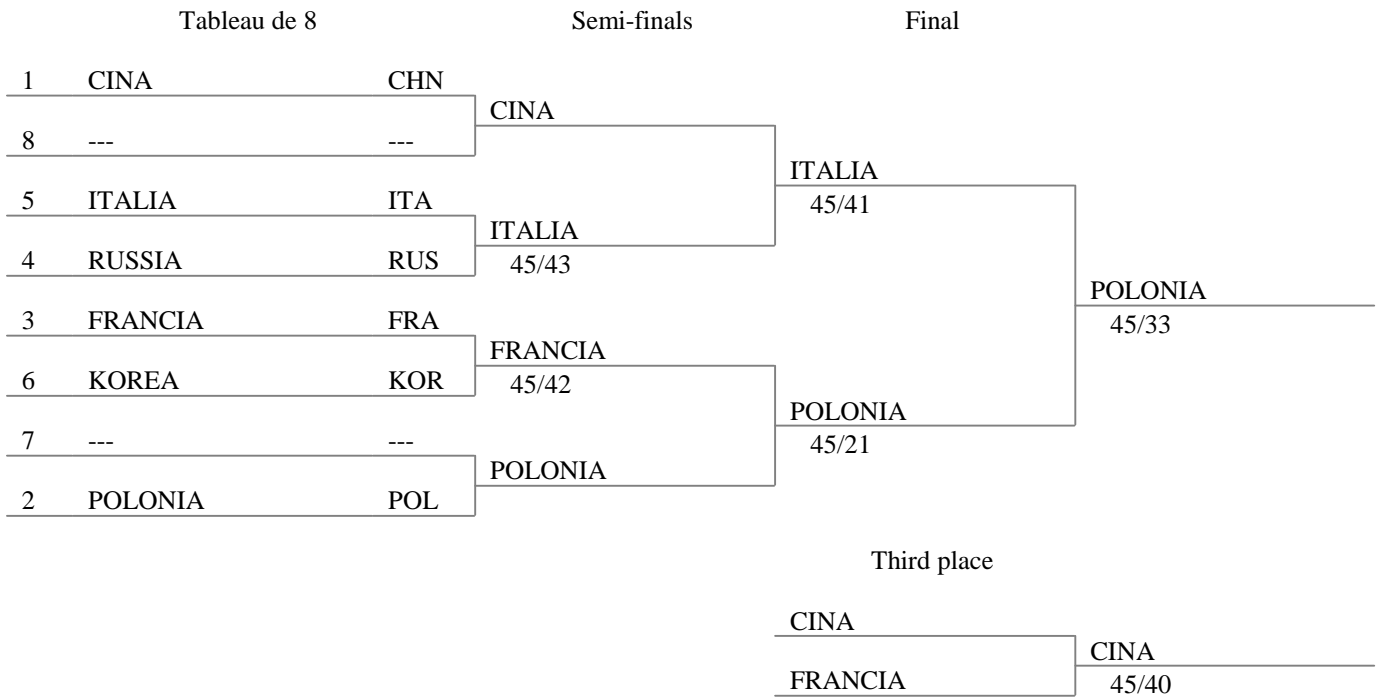 Tableau de 8 Semi-finals Final
1 CINA CHN
CINA
8 --- ---
ITALIA
5 ITALIA ITA
45/41
ITALIA
4 RUSSIA RUS
45/43
POLONIA
3 FRANCIA FRA
45/33
FRANCIA
6 KOREA KOR
45/42
POLONIA
7 --- ---
45/21
POLONIA
2 POLONIA POL
Third place
CINA
CINA
FRANCIA
45/40